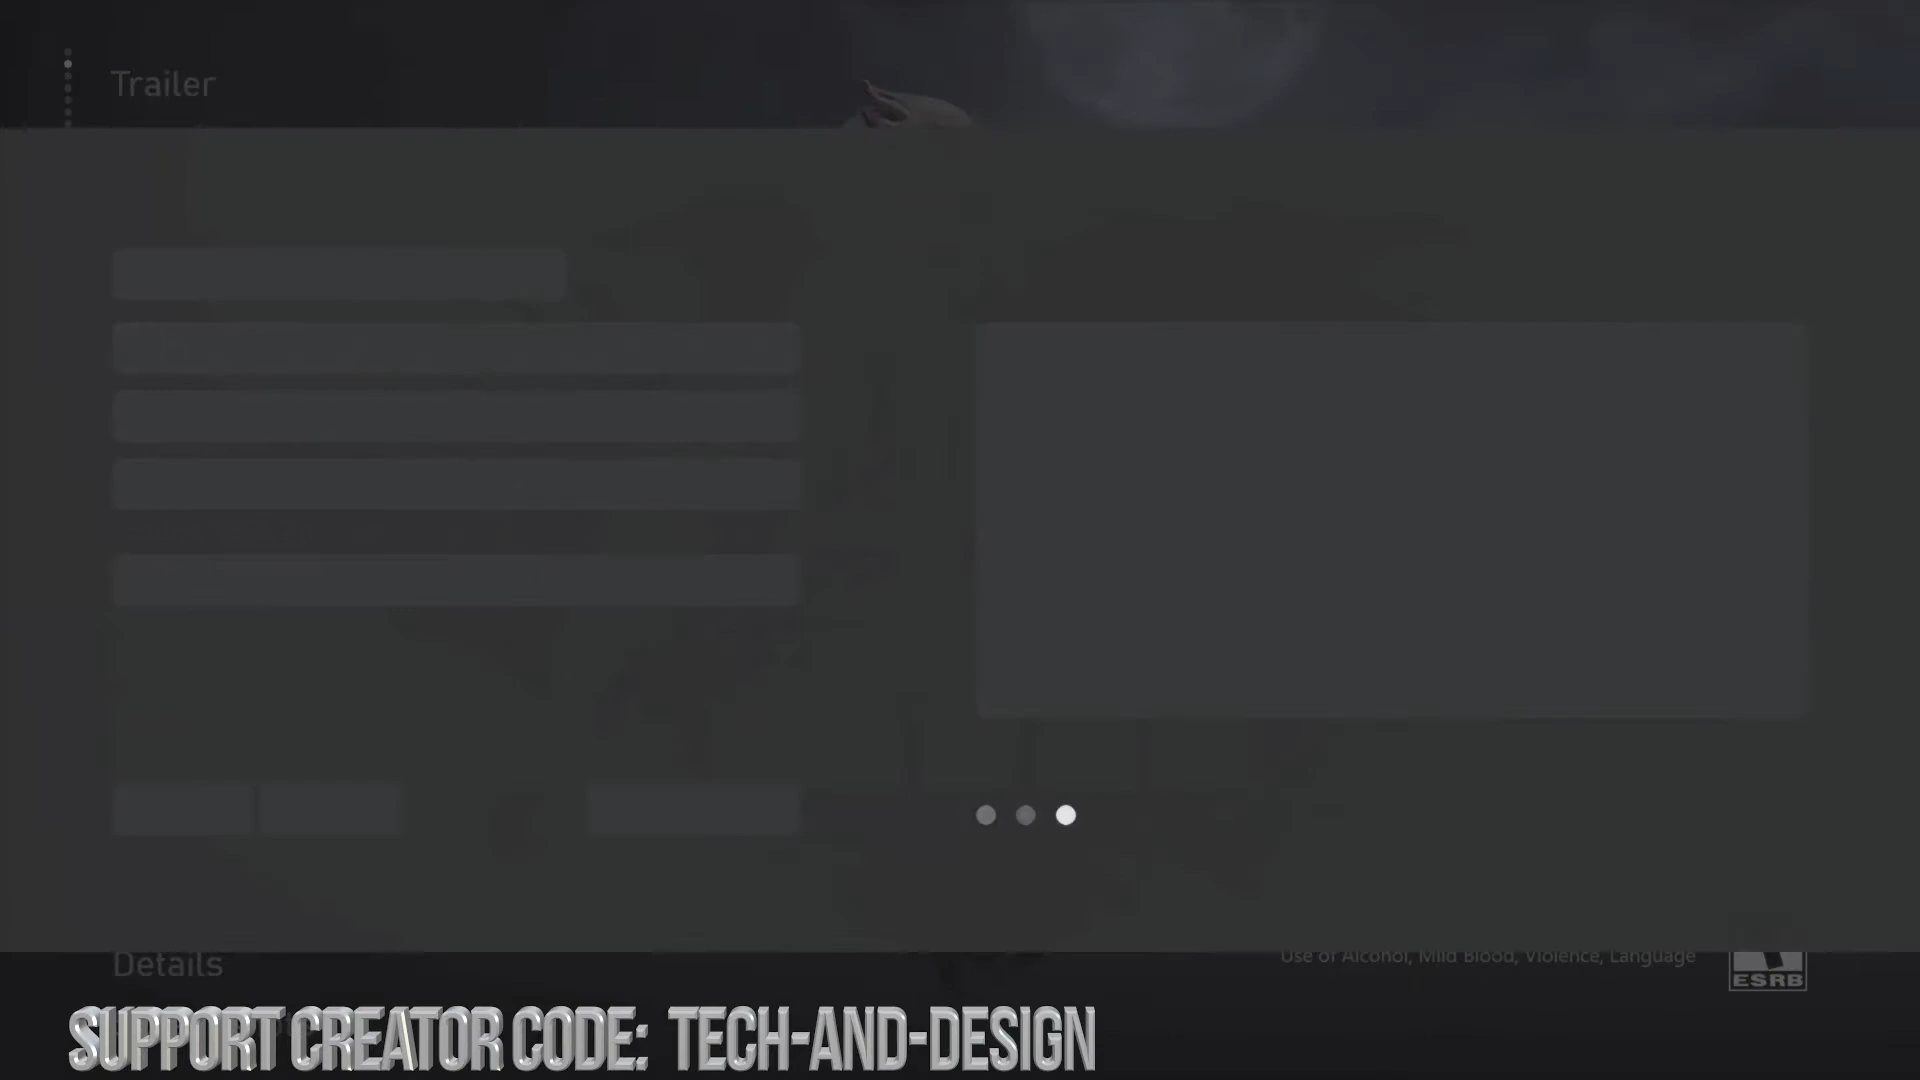 Trailer
Details
Use of Alcohol, Mild Blood, Violence, Language
ESRB
SUPPORT CREATOR CODE: TECH-AND-DESIGN